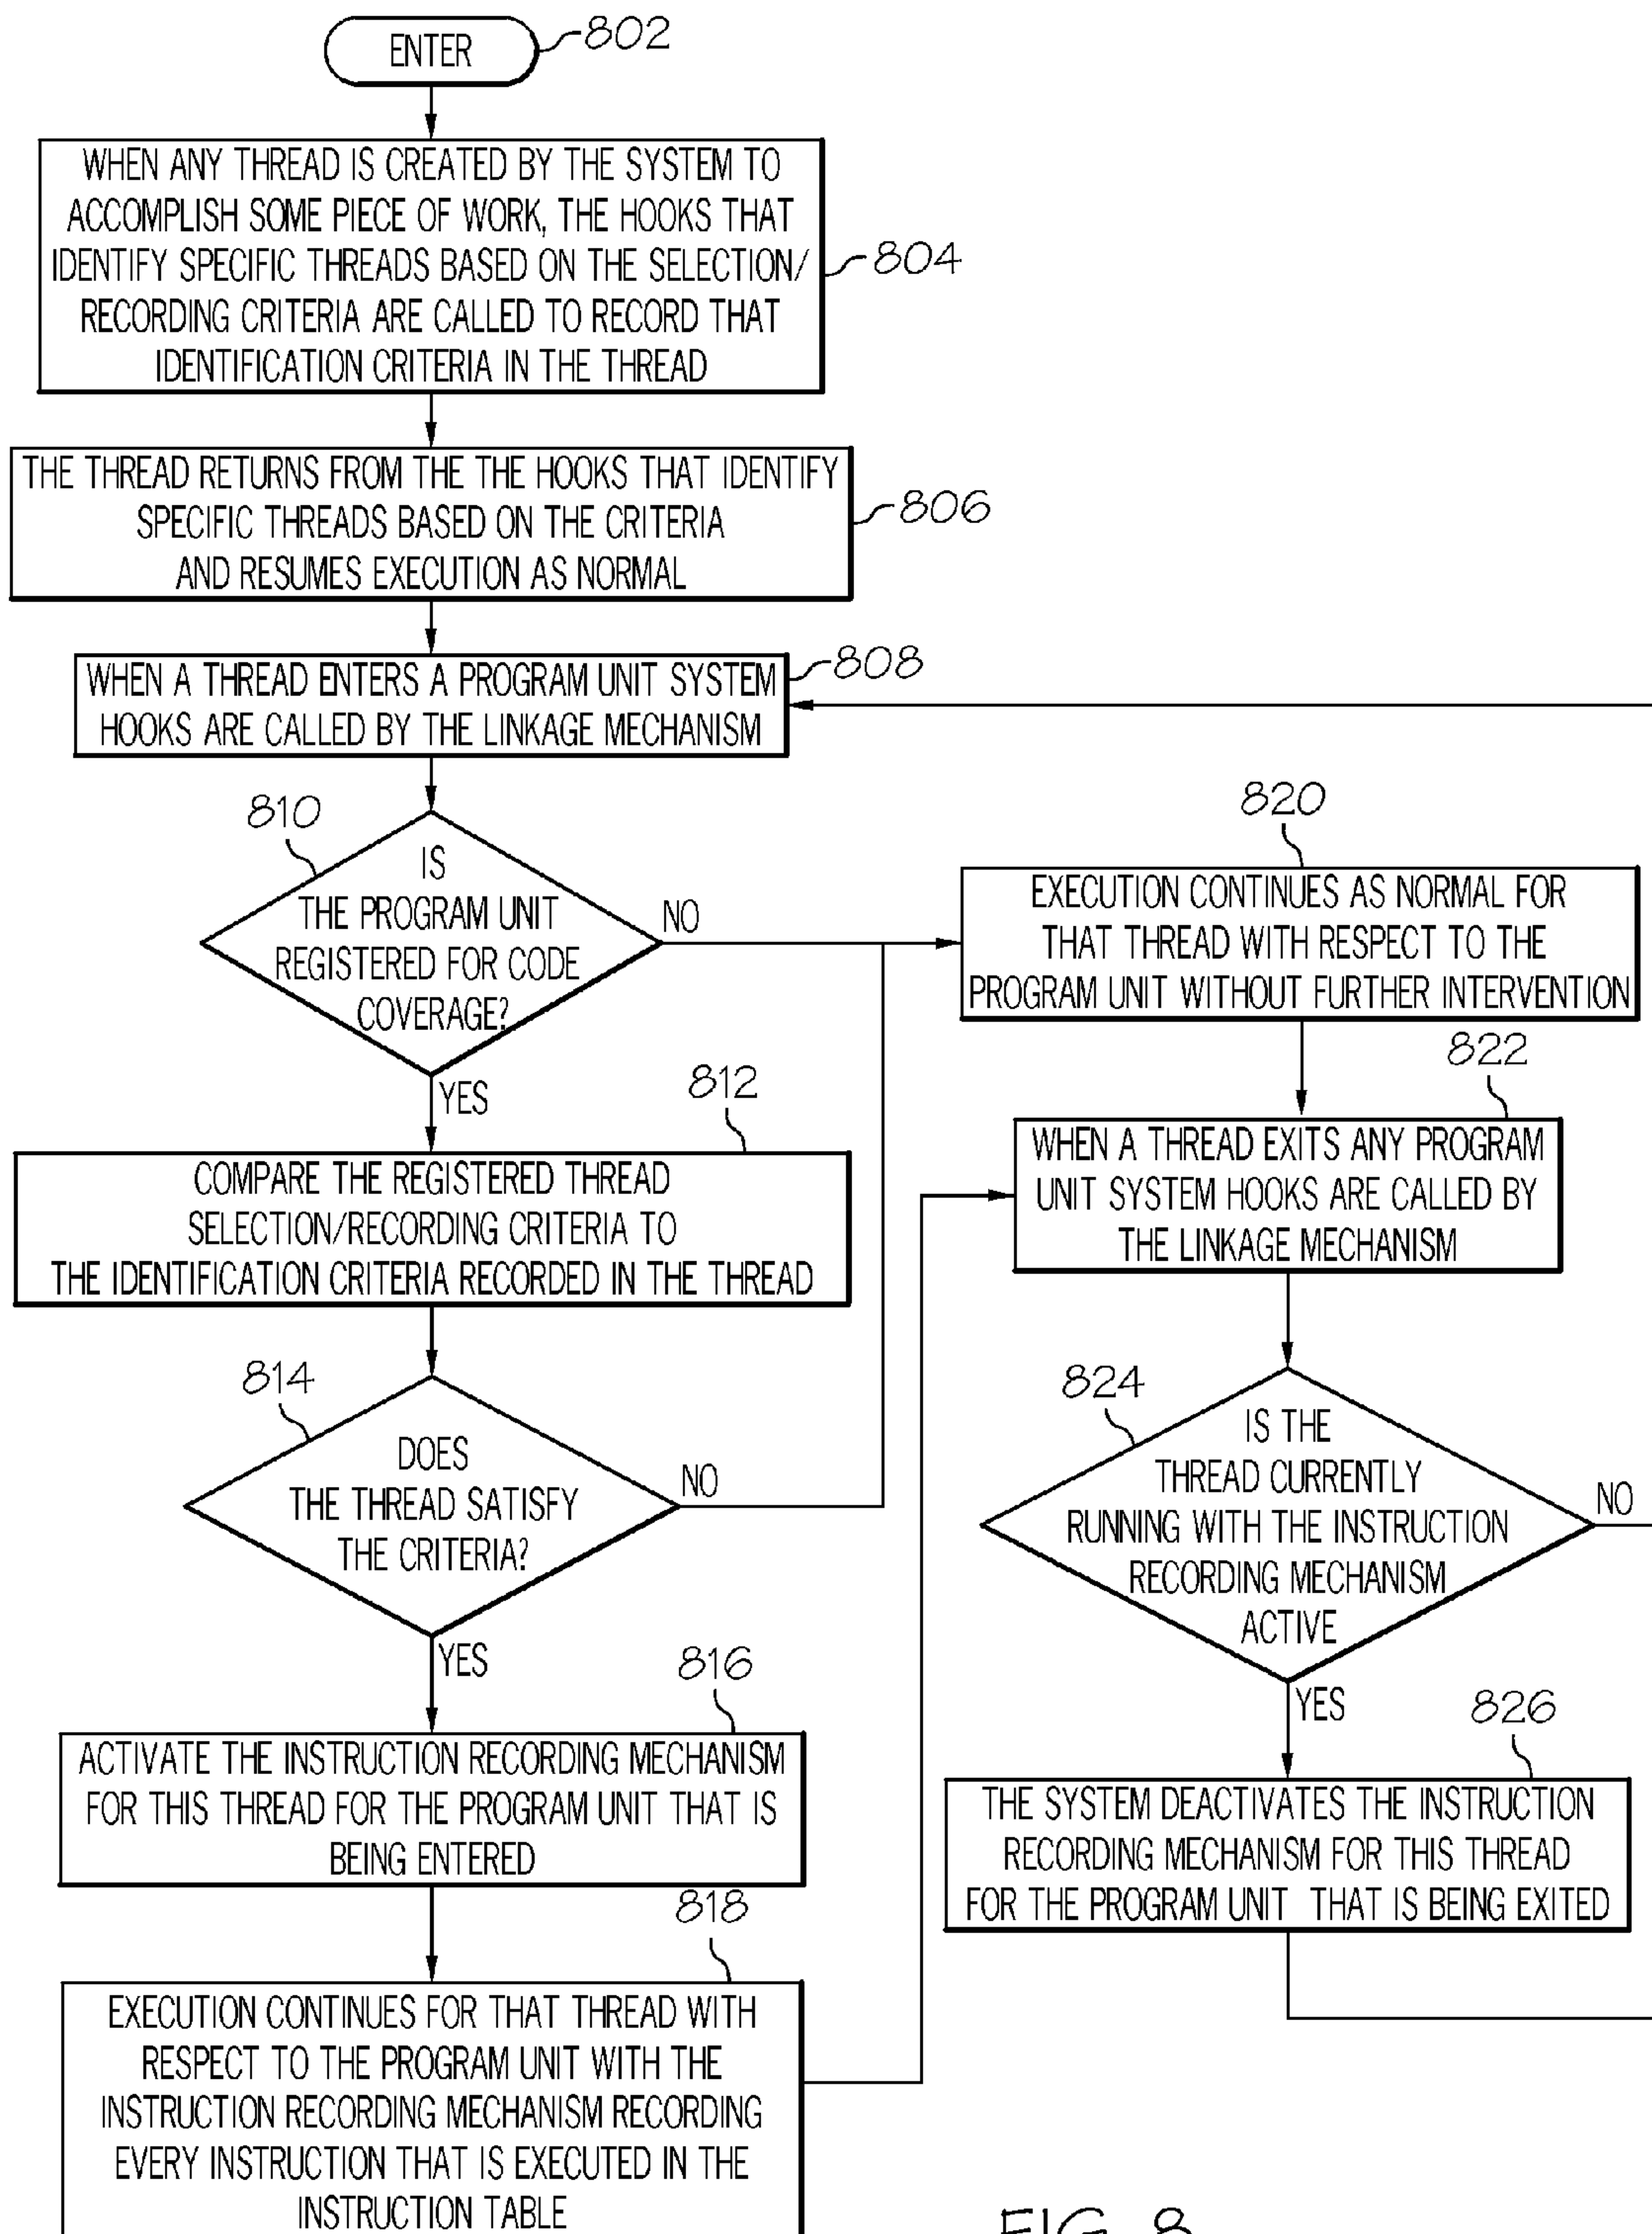 ENTER
802
WHEN ANY THREAD IS CREATED BY THE SYSTEM TO
ACCOMPLISH SOME PIECE OF WORK, THE HOOKS THAT
IDENTIFY SPECIFIC THREADS BASED ON THE SELECTION/
RECORDING CRITERIA ARE CALLED TO RECORD THAT
IDENTIFICATION CRITERIA IN THE THREAD
804
THE THREAD RETURNS FROM THE THE HOOKS THAT IDENTIFY
SPECIFIC THREADS BASED ON THE CRITERIA
AND RESUMES EXECUTION AS NORMAL
806
WHEN A THREAD ENTERS A PROGRAM UNIT SYSTEM
HOOKS ARE CALLED BY THE LINKAGE MECHANISM
808
810
IS
THE PROGRAM UNIT
REGISTERED FOR CODE
COVERAGE?
NO
YES
812
COMPARE THE REGISTERED THREAD
SELECTION/RECORDING CRITERIA TO
THE IDENTIFICATION CRITERIA RECORDED IN THE THREAD
814
DOES
THE THREAD SATISFY
THE CRITERIA?
NO
YES
816
ACTIVATE THE INSTRUCTION RECORDING MECHANISM
FOR THIS THREAD FOR THE PROGRAM UNIT THAT IS
BEING ENTERED
818
EXECUTION CONTINUES FOR THAT THREAD WITH
RESPECT TO THE PROGRAM UNIT WITH THE
INSTRUCTION RECORDING MECHANISM RECORDING
EVERY INSTRUCTION THAT IS EXECUTED IN THE
INSTRUCTION TABLE
820
EXECUTION CONTINUES AS NORMAL FOR
THAT THREAD WITH RESPECT TO THE
PROGRAM UNIT WITHOUT FURTHER INTERVENTION
822
WHEN A THREAD EXITS ANY PROGRAM
UNIT SYSTEM HOOKS ARE CALLED BY
THE LINKAGE MECHANISM
824
IS THE
THREAD CURRENTLY
RUNNING WITH THE INSTRUCTION
RECORDING MECHANISM
ACTIVE
NO
YES
826
THE SYSTEM DEACTIVATES THE INSTRUCTION
RECORDING MECHANISM FOR THIS THREAD
FOR THE PROGRAM UNIT THAT IS BEING EXITED
FIG. 8